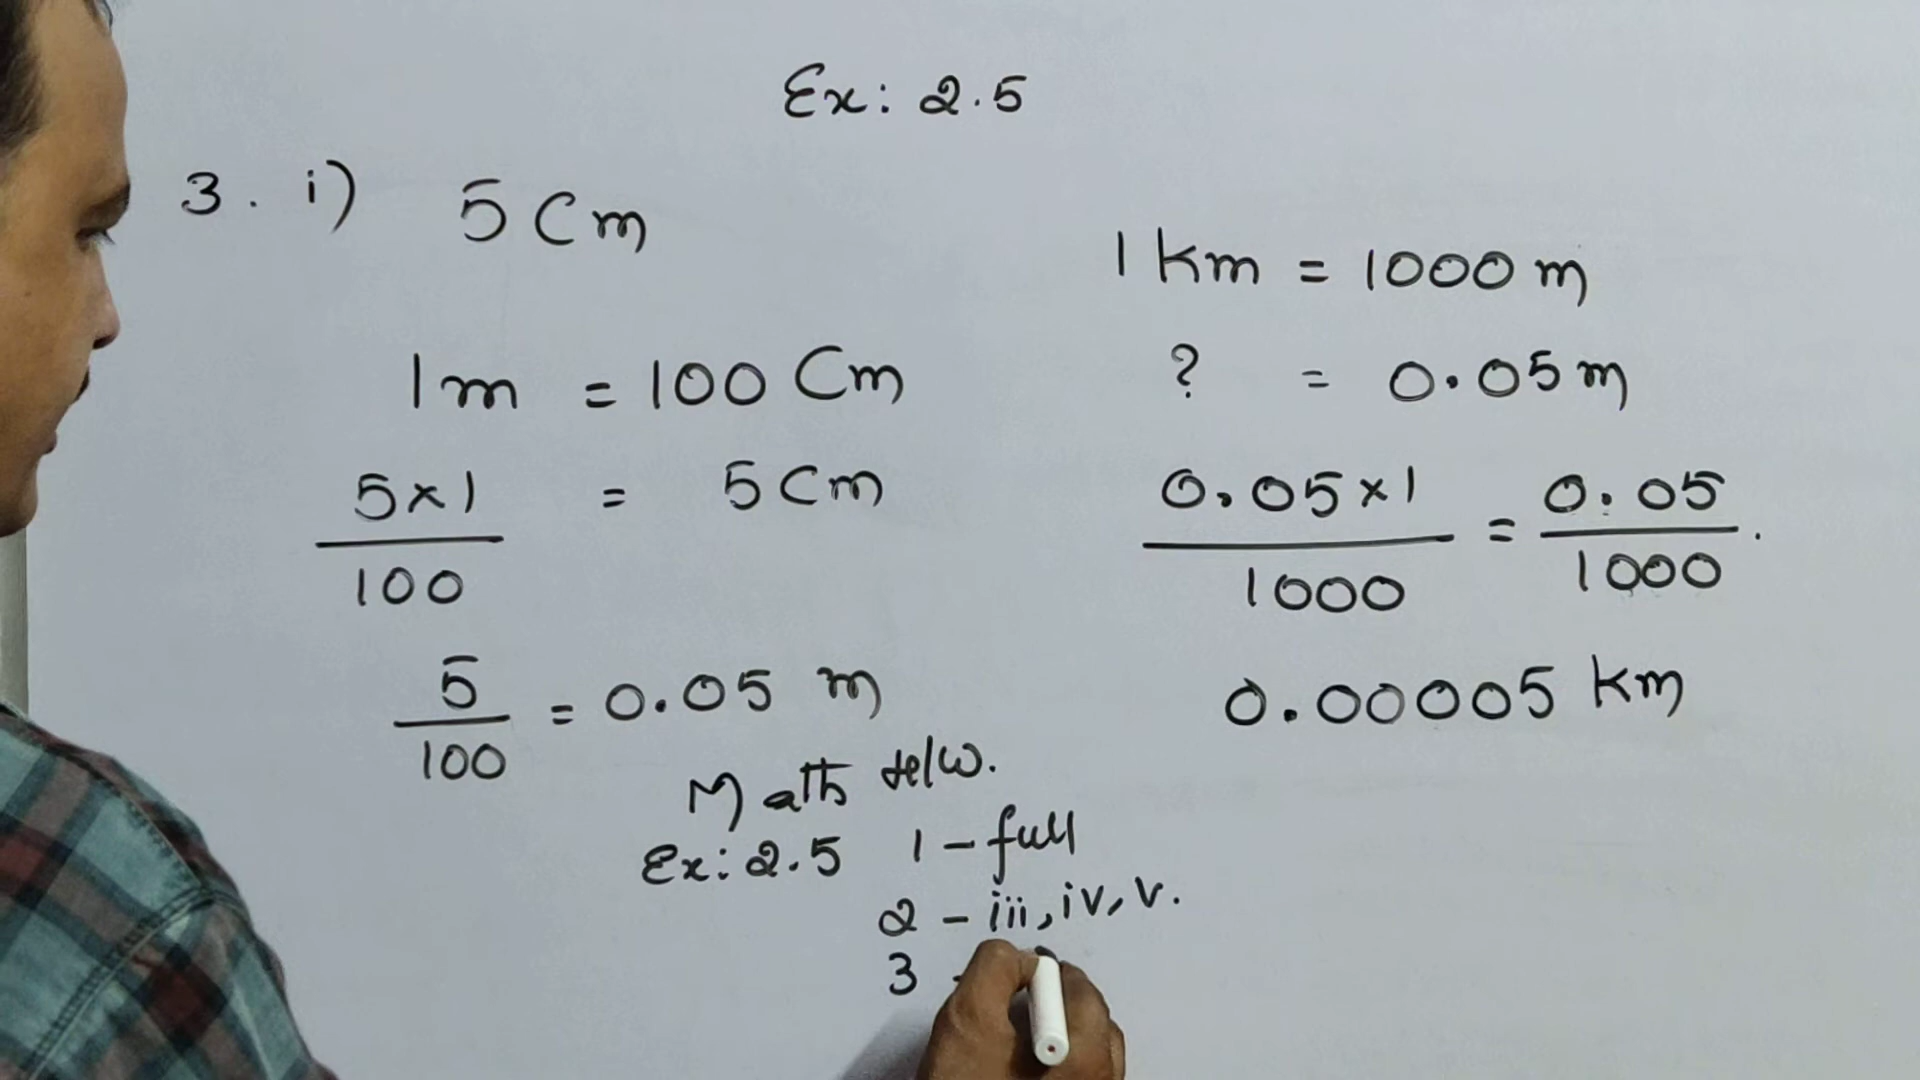 Ex: 2.5
3. i) 5 Cm
1 m = 100 Cm
5×1 = 5 Cm
100
5 = 0.05 m
100
1 km = 1000 m
? = 0.05 m
0.05×1 = 0.05.
1000 1000
0.00005 km
Math H/W.
Ex: 2.5 1 - full
2 - iii, iv, v.
3 -